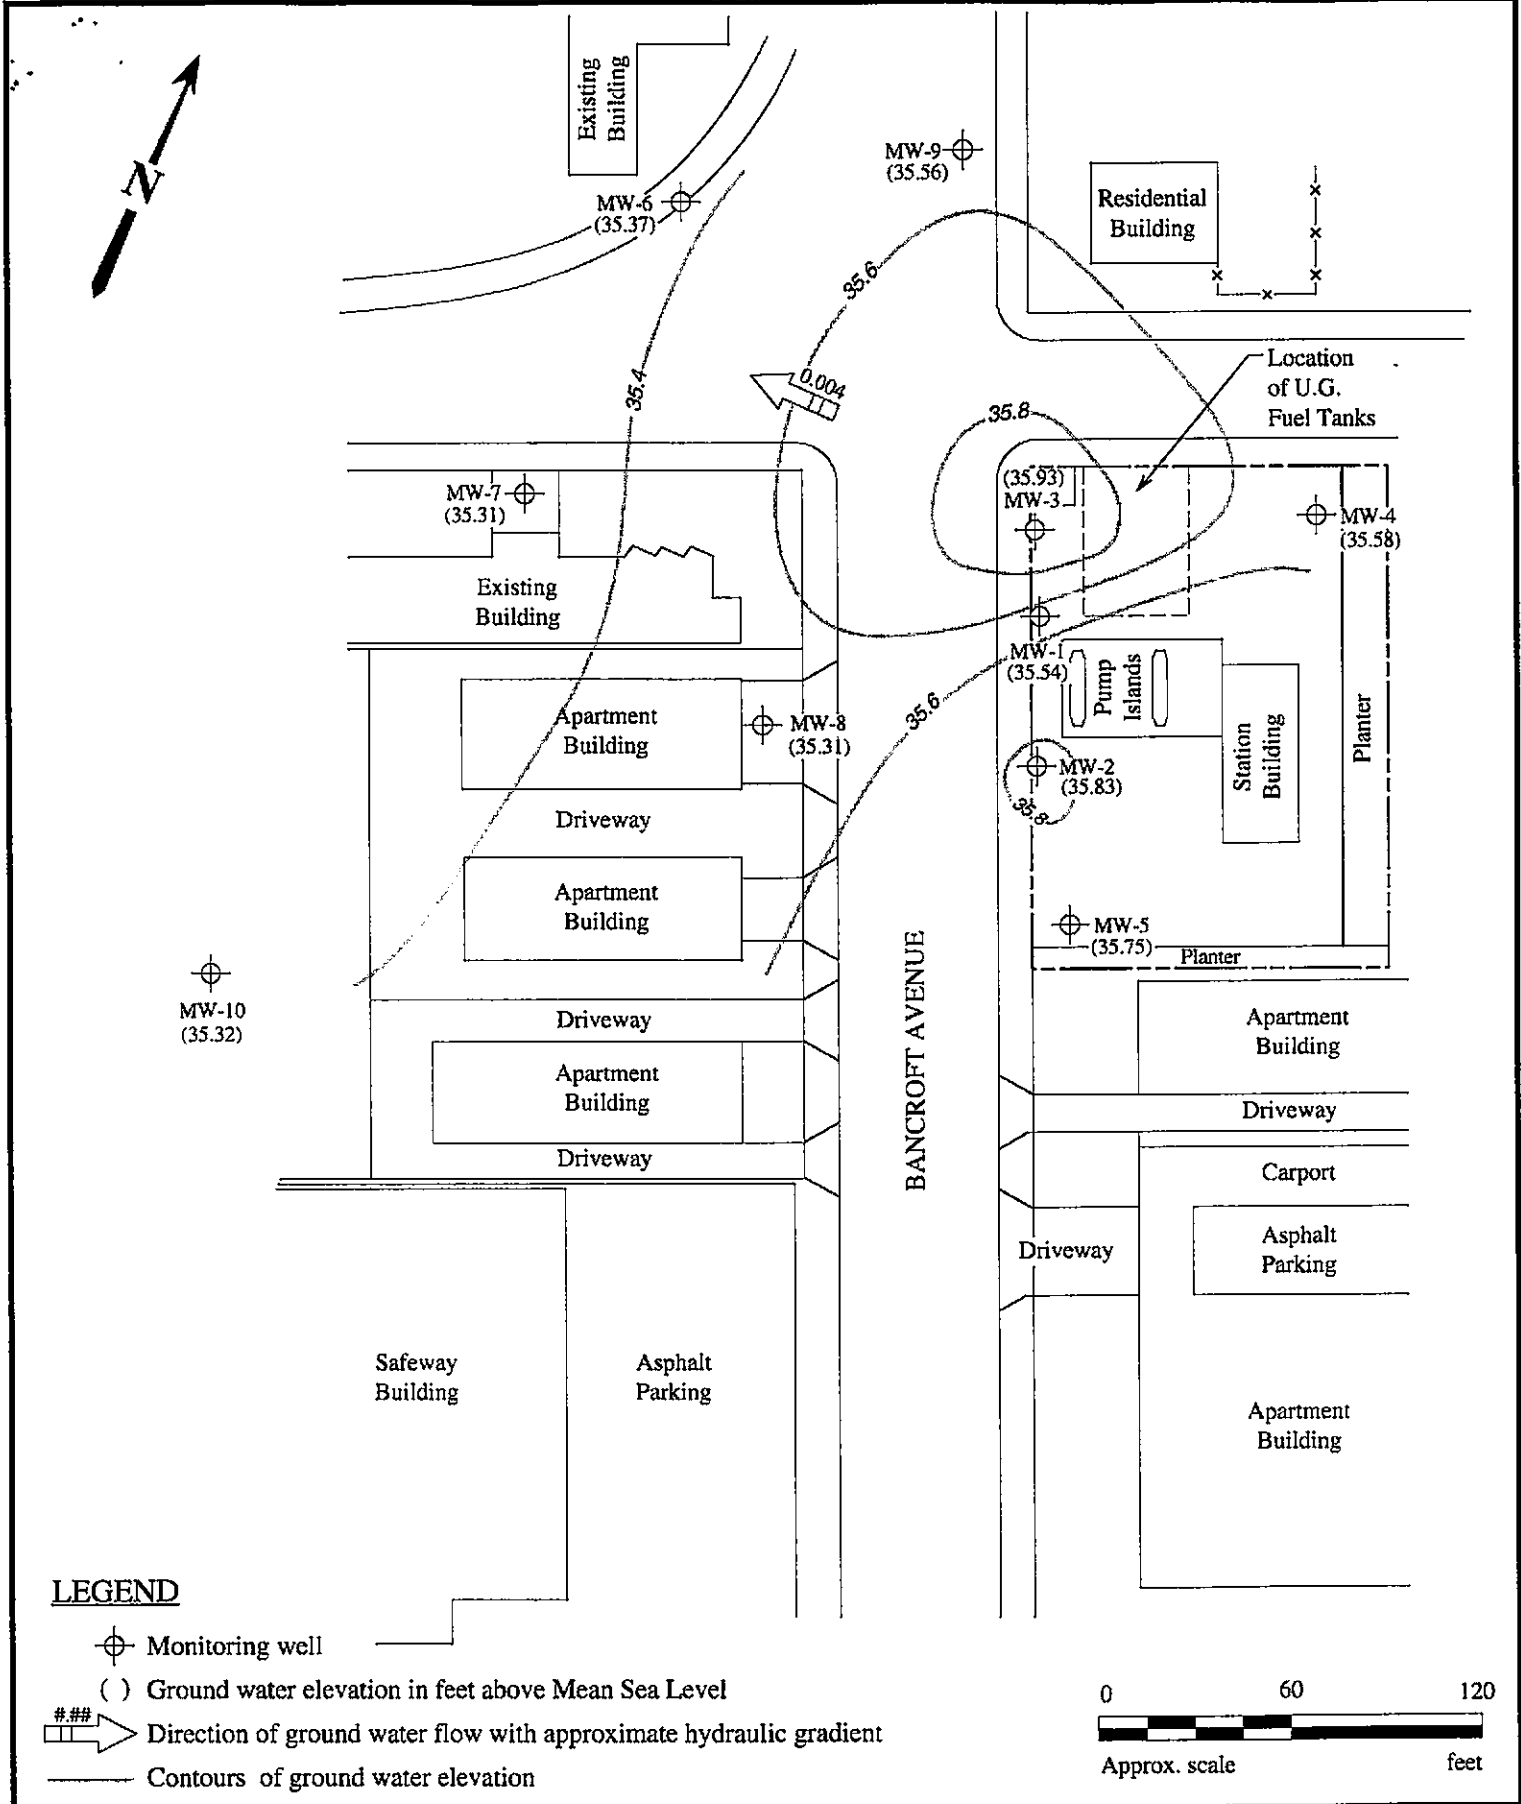 Existing
Building
N
MW-9
(35.56)
MW-6
(35.37)
Residential
Building
35.6
Location
of U.G.
Fuel Tanks
0.004
35.4
35.8
(35.93)
MW-3
MW-7
(35.31)
MW-4
(35.58)
Existing
Building
MW-1
(35.54)
Pump
Islands
35.6
Apartment
Building
MW-8
(35.31)
Station
Building
Planter
MW-2
(35.83)
35.8
Driveway
Apartment
Building
MW-5
(35.75)
Planter
BANCROFT AVENUE
MW-10
(35.32)
Driveway
Apartment
Building
Apartment
Building
Driveway
Driveway
Carport
Asphalt
Parking
Driveway
Safeway
Building
Asphalt
Parking
Apartment
Building
LEGEND
Monitoring well
( ) Ground water elevation in feet above Mean Sea Level
#.## Direction of ground water flow with approximate hydraulic gradient
Contours of ground water elevation
0 60 120
Approx. scale feet